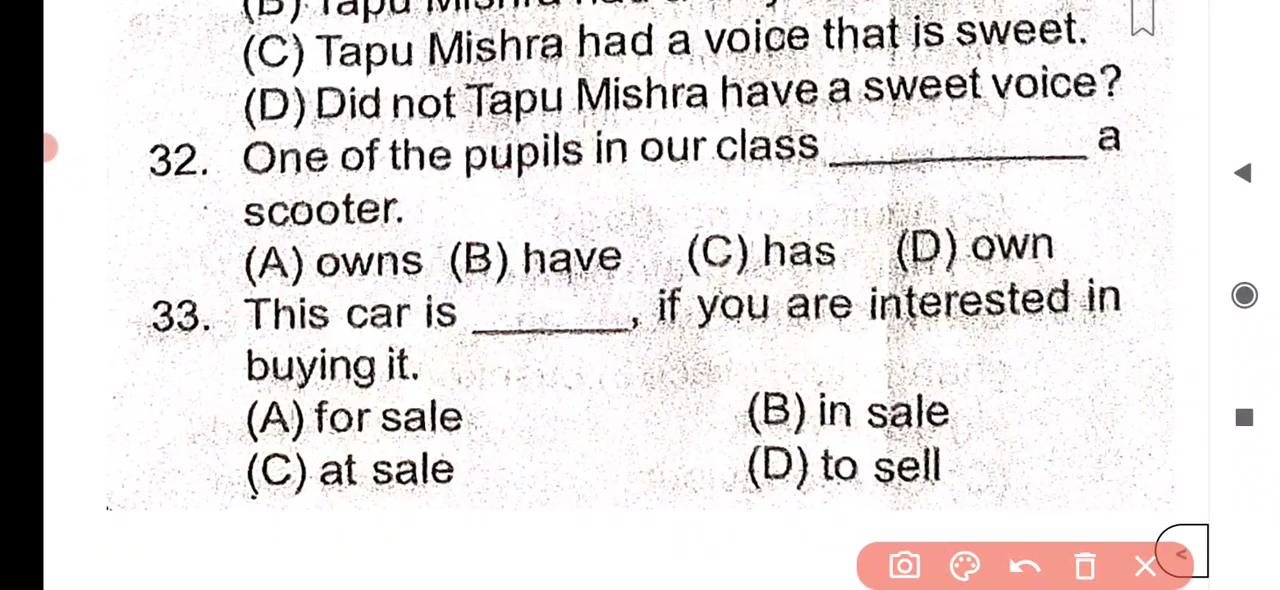 (C) Tapu Mishra had a voice that is sweet.
(D) Did not Tapu Mishra have a sweet voice?
32. One of the pupils in our class ____________ a
scooter.
(A) owns (B) have (C) has (D) own
33. This car is ________, if you are interested in
buying it.
(A) for sale (B) in sale
(C) at sale (D) to sell